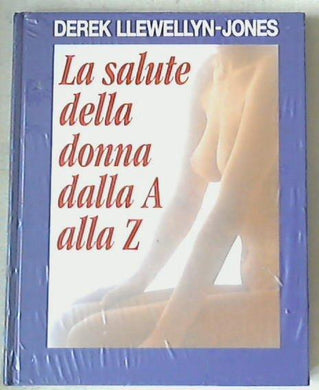 DEREK LLEWELLYN-JONES
La salute
della
donna
dalla A
alla Z